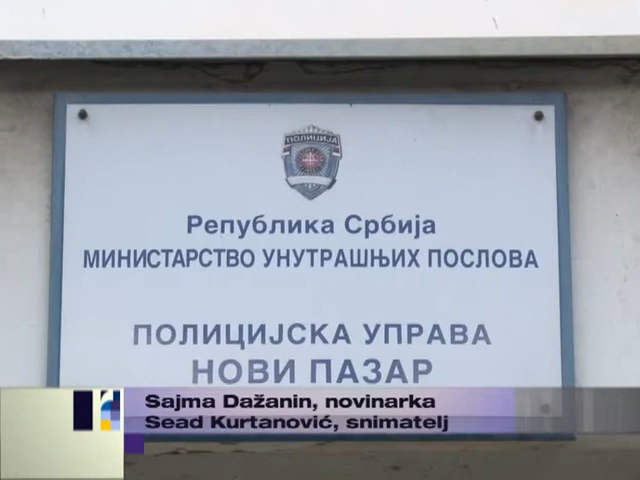 ПОЛИЦИЈА
Република Србија
МИНИСТАРСТВО УНУТРАШЊИХ ПОСЛОВА
ПОЛИЦИЈСКА УПРАВА
НОВИ ПАЗАР
Sajma Dažanin, novinarka
Sead Kurtanović, snimatelj